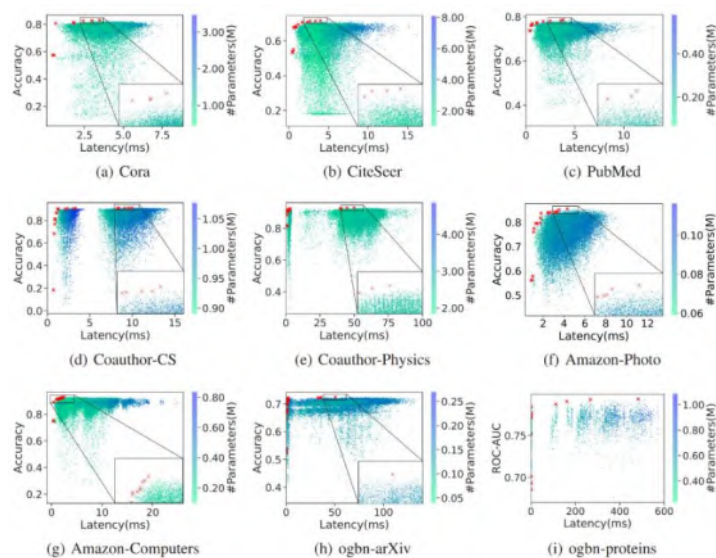 Accuracy
0.8
0.6
0.4
0.2
2.5 5.0 7.5
Latency(ms)
3.00
2.00
1.00
#Parameters(M)
(a) Cora
Accuracy
0.6
0.4
0.2
0 5 10 15
Latency(ms)
8.00
6.00
4.00
2.00
#Parameters(M)
(b) CiteSeer
Accuracy
0.8
0.6
0.4
0 5 10
Latency(ms)
0.40
0.20
#Parameters(M)
(c) PubMed
Accuracy
0.8
0.6
0.4
0.2
0.0
0 5 10 15
Latency(ms)
1.05
1.00
0.95
0.90
#Parameters(M)
(d) Coauthor-CS
Accuracy
0.8
0.6
0.4
0 25 50 75 100
Latency(ms)
4.00
3.00
2.00
#Parameters(M)
(e) Coauthor-Physics
Accuracy
0.8
0.7
0.6
0.5
2 4 6 8 10 12
Latency(ms)
0.10
0.08
0.06
#Parameters(M)
(f) Amazon-Photo
Accuracy
0.8
0.6
0.4
0.2
0 10 20
Latency(ms)
0.80
0.60
0.40
0.20
#Parameters(M)
(g) Amazon-Computers
Accuracy
0.7
0.6
0.5
0.4
0 50 100
Latency(ms)
0.25
0.20
0.15
0.10
0.05
#Parameters(M)
(h) ogbn-arXiv
ROC-AUC
0.75
0.70
0 200 400 600
Latency(ms)
1.00
0.80
0.60
0.40
#Parameters(M)
(i) ogbn-proteins